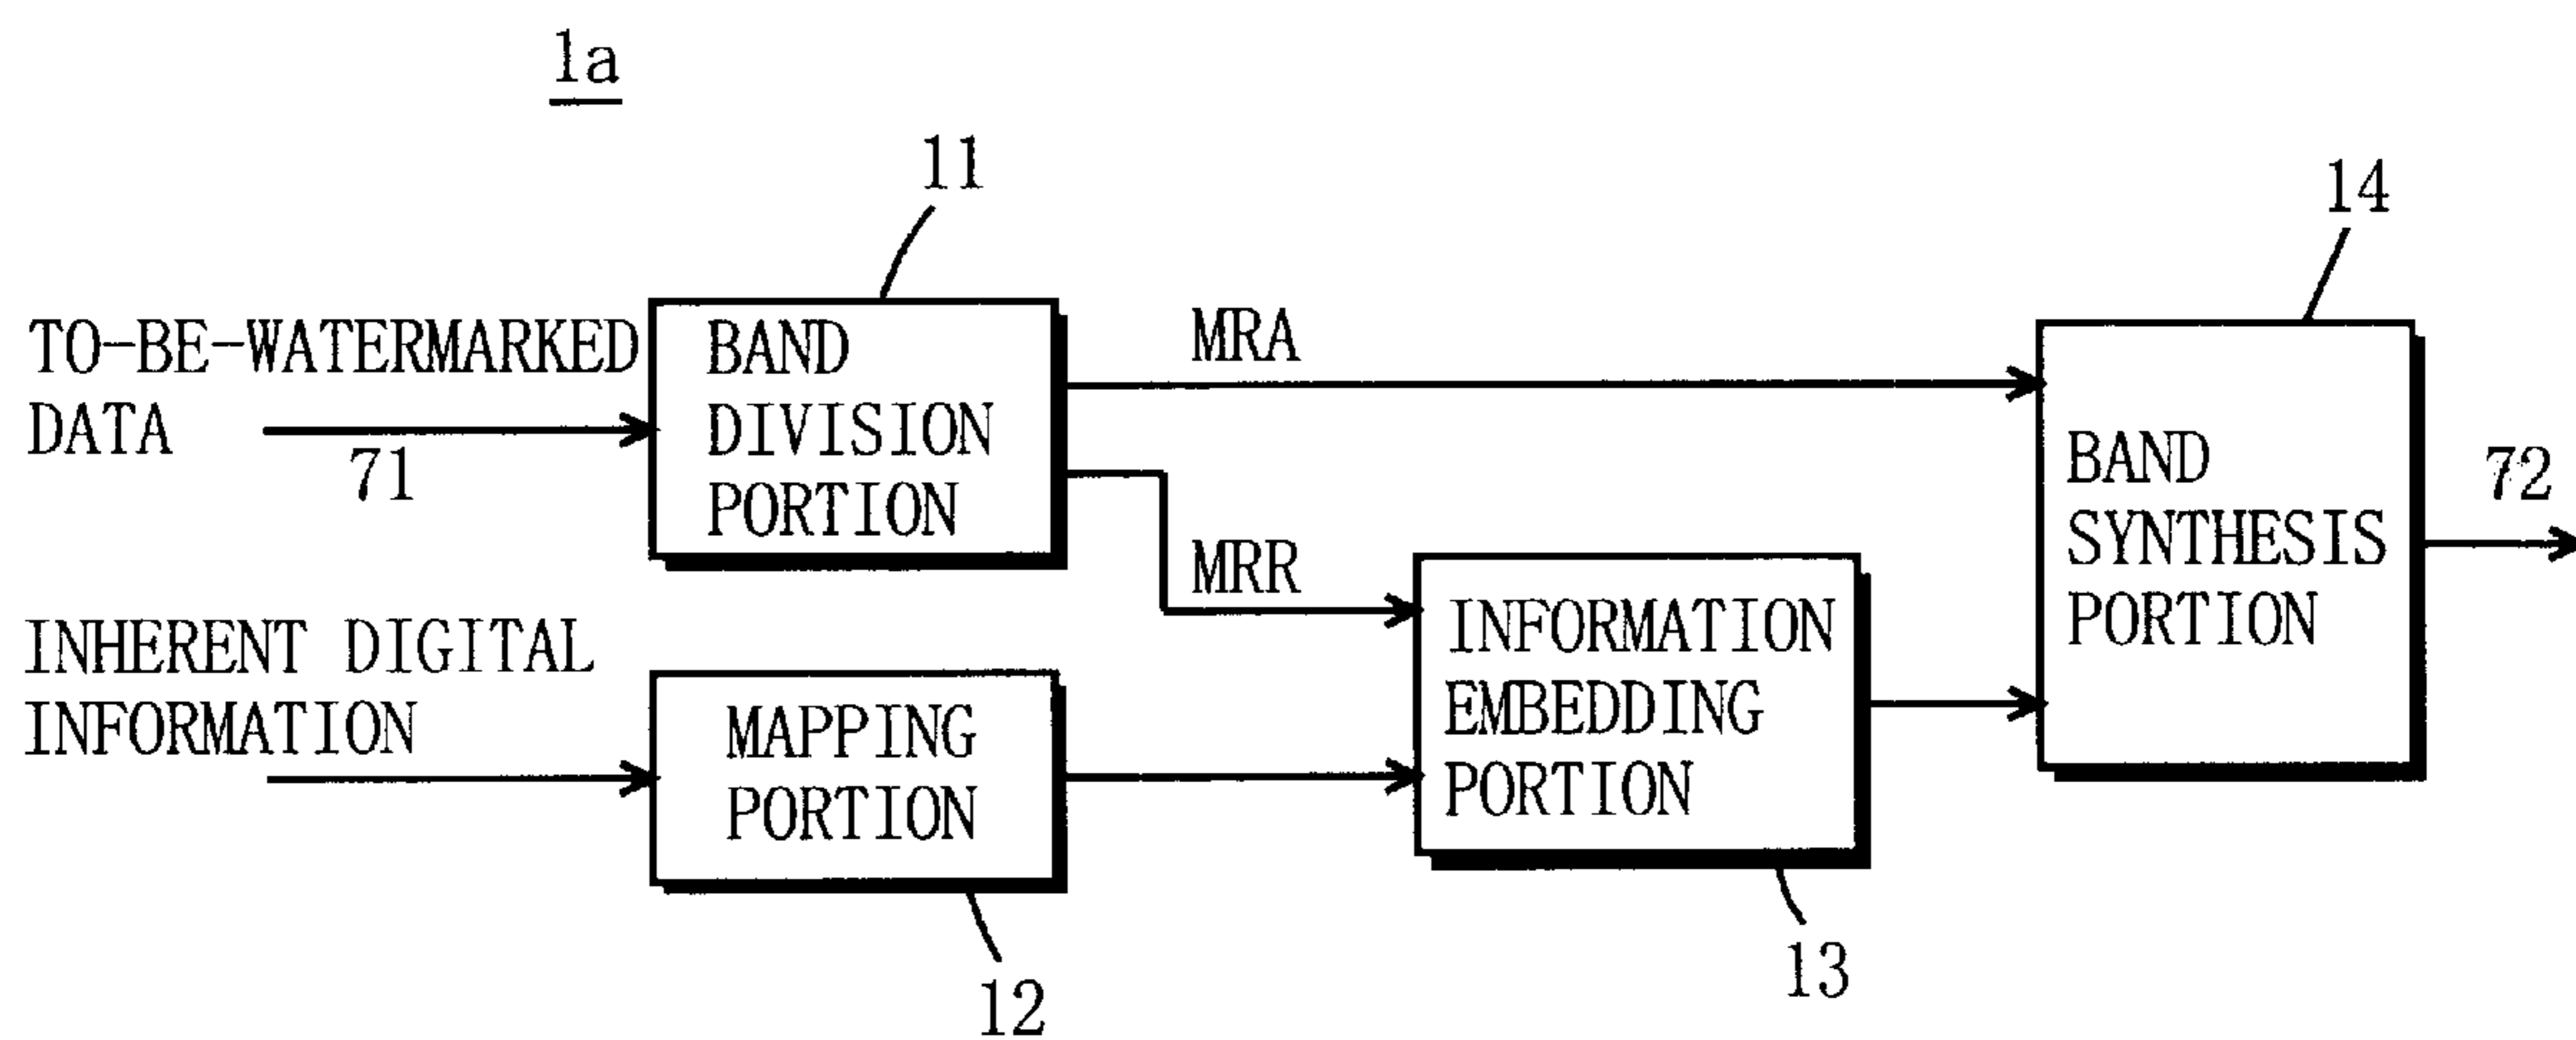 1a
11
14
TO-BE-WATERMARKED
DATA
71
BAND
DIVISION
PORTION
MRA
MRR
BAND
SYNTHESIS
PORTION
72
INHERENT DIGITAL
INFORMATION
MAPPING
PORTION
INFORMATION
EMBEDDING
PORTION
12
13